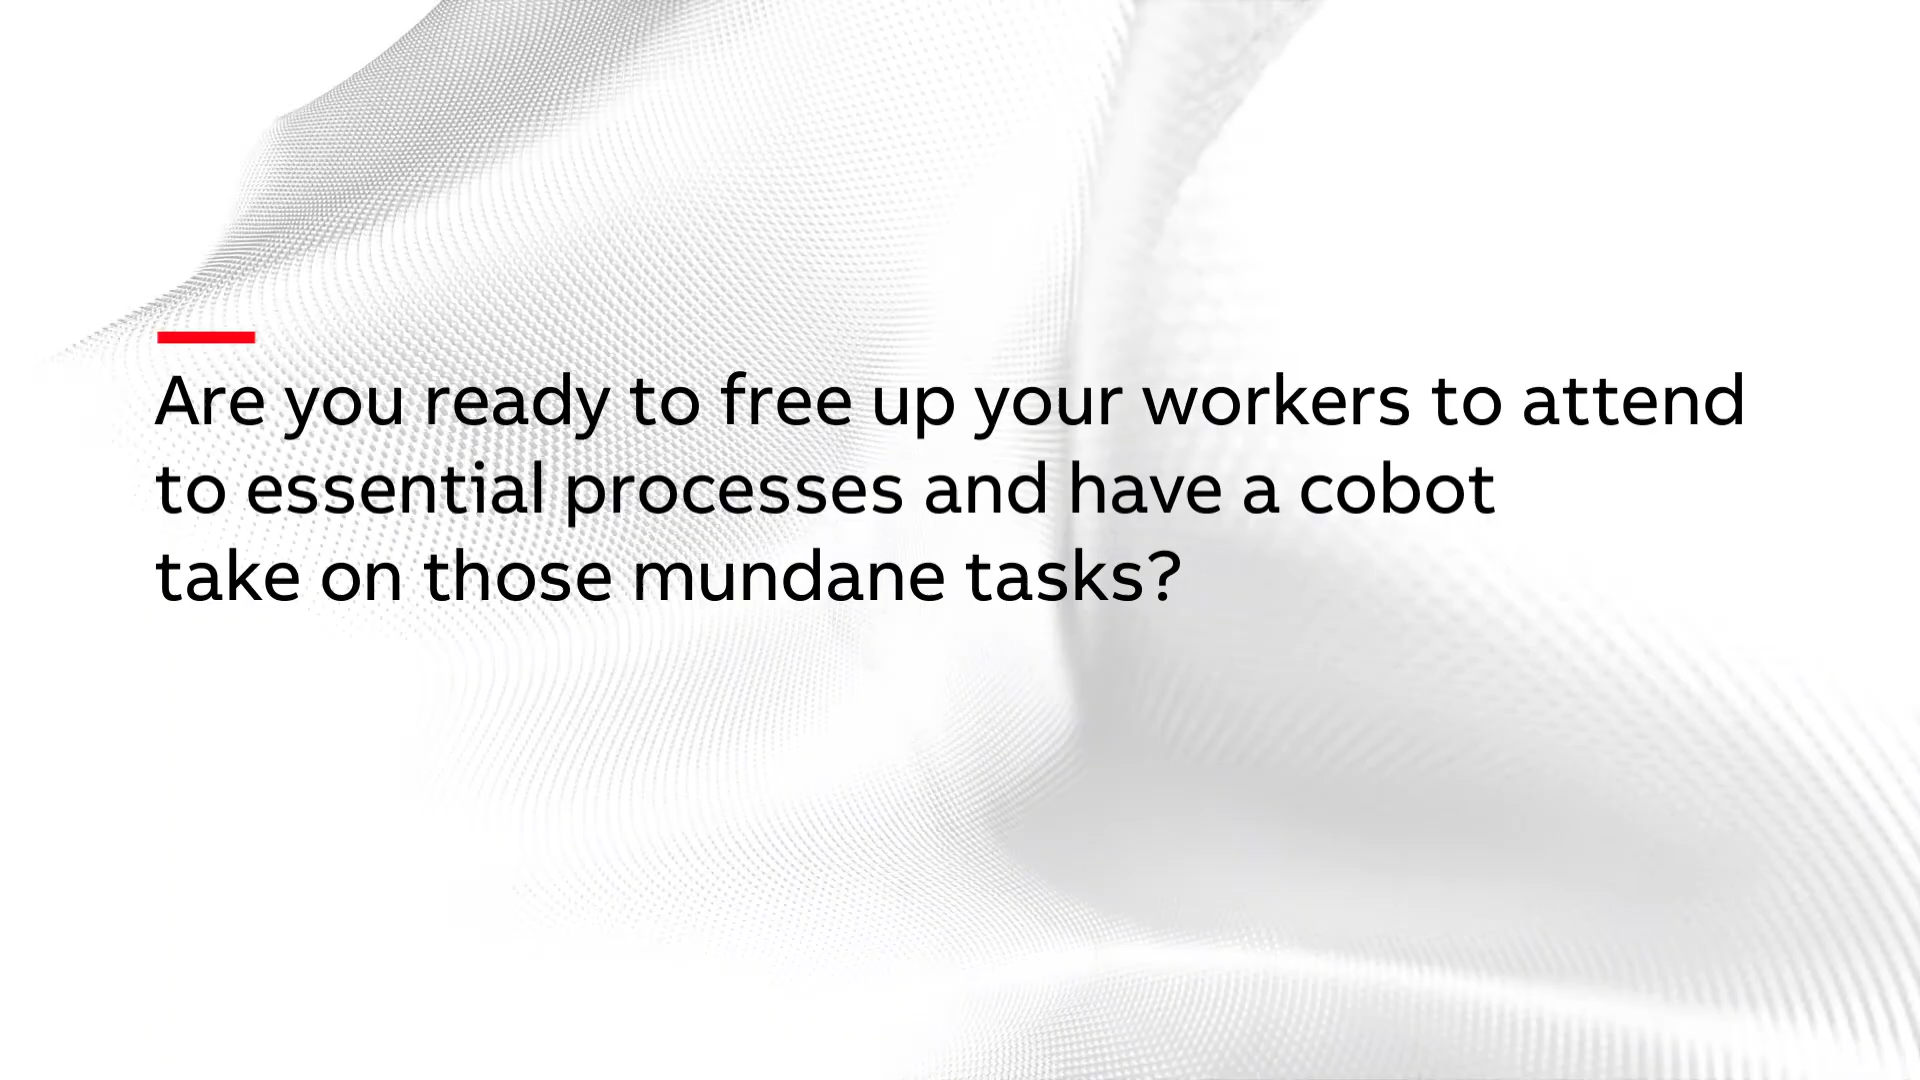 Are you ready to free up your workers to attend
to essential processes and have a cobot
take on those mundane tasks?